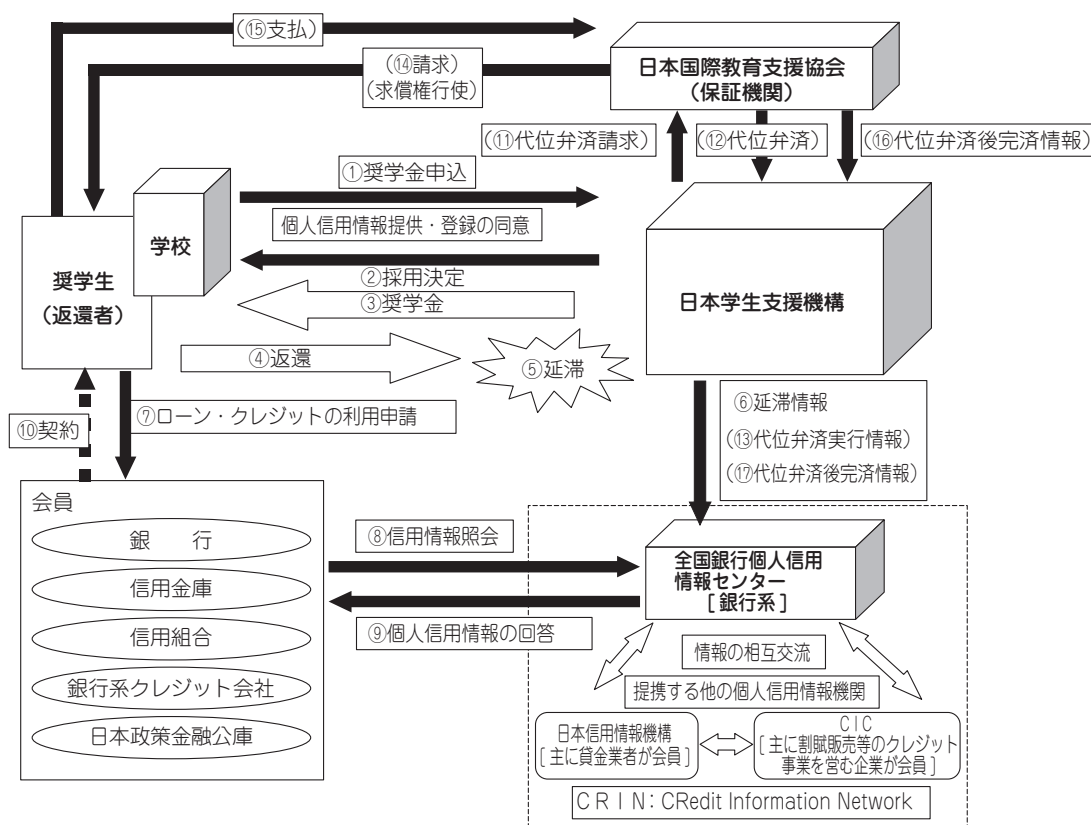 (⑮支払)
(⑭請求)
(求償権行使)
日本国際教育支援協会
(保証機関)
(⑪代位弁済請求)
(⑫代位弁済)
(⑯代位弁済後完済情報)
①奨学金申込
個人信用情報提供・登録の同意
学校
奨学生
(返還者)
②採用決定
③奨学金
日本学生支援機構
④返還
⑤延滞
⑥延滞情報
(⑬代位弁済実行情報)
(⑰代位弁済後完済情報)
⑦ローン・クレジットの利用申請
⑩契約
会員
銀 行
信用金庫
信用組合
銀行系クレジット会社
日本政策金融公庫
⑧信用情報照会
⑨個人信用情報の回答
全国銀行個人信用
情報センター
[銀行系]
情報の相互交流
提携する他の個人信用情報機関
日本信用情報機構
[主に貸金業者が会員]
CIC
[主に割賦販売等のクレジット
事業を営む企業が会員]
CRIN: CRedit Information Network